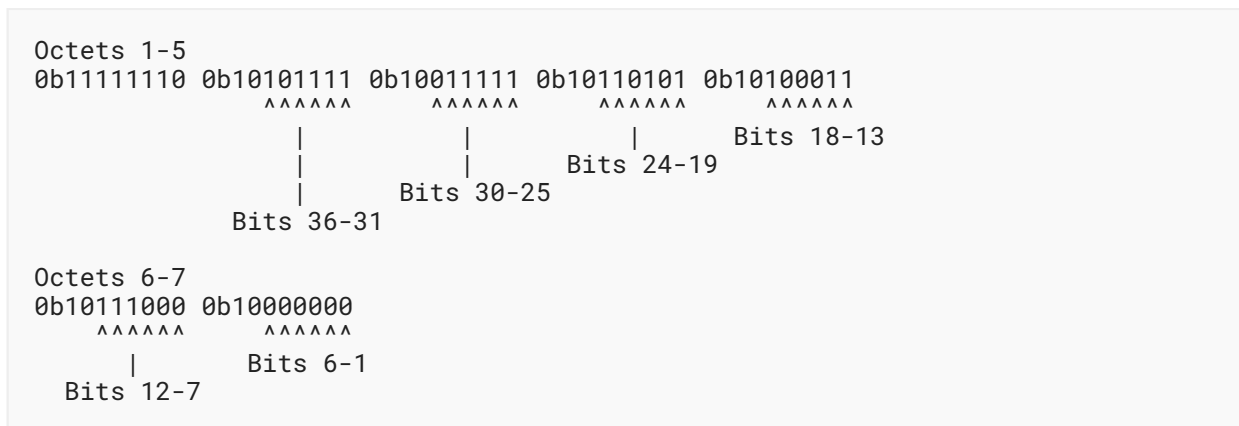 Octets 1-5
0b11111110 0b10101111 0b10011111 0b10110101 0b10100011
^^^^^^ ^^^^^^ ^^^^^^ ^^^^^^
| | | Bits 18-13
| | Bits 24-19
| Bits 30-25
Bits 36-31
Octets 6-7
0b10111000 0b10000000
^^^^^^ ^^^^^^
| Bits 6-1
Bits 12-7